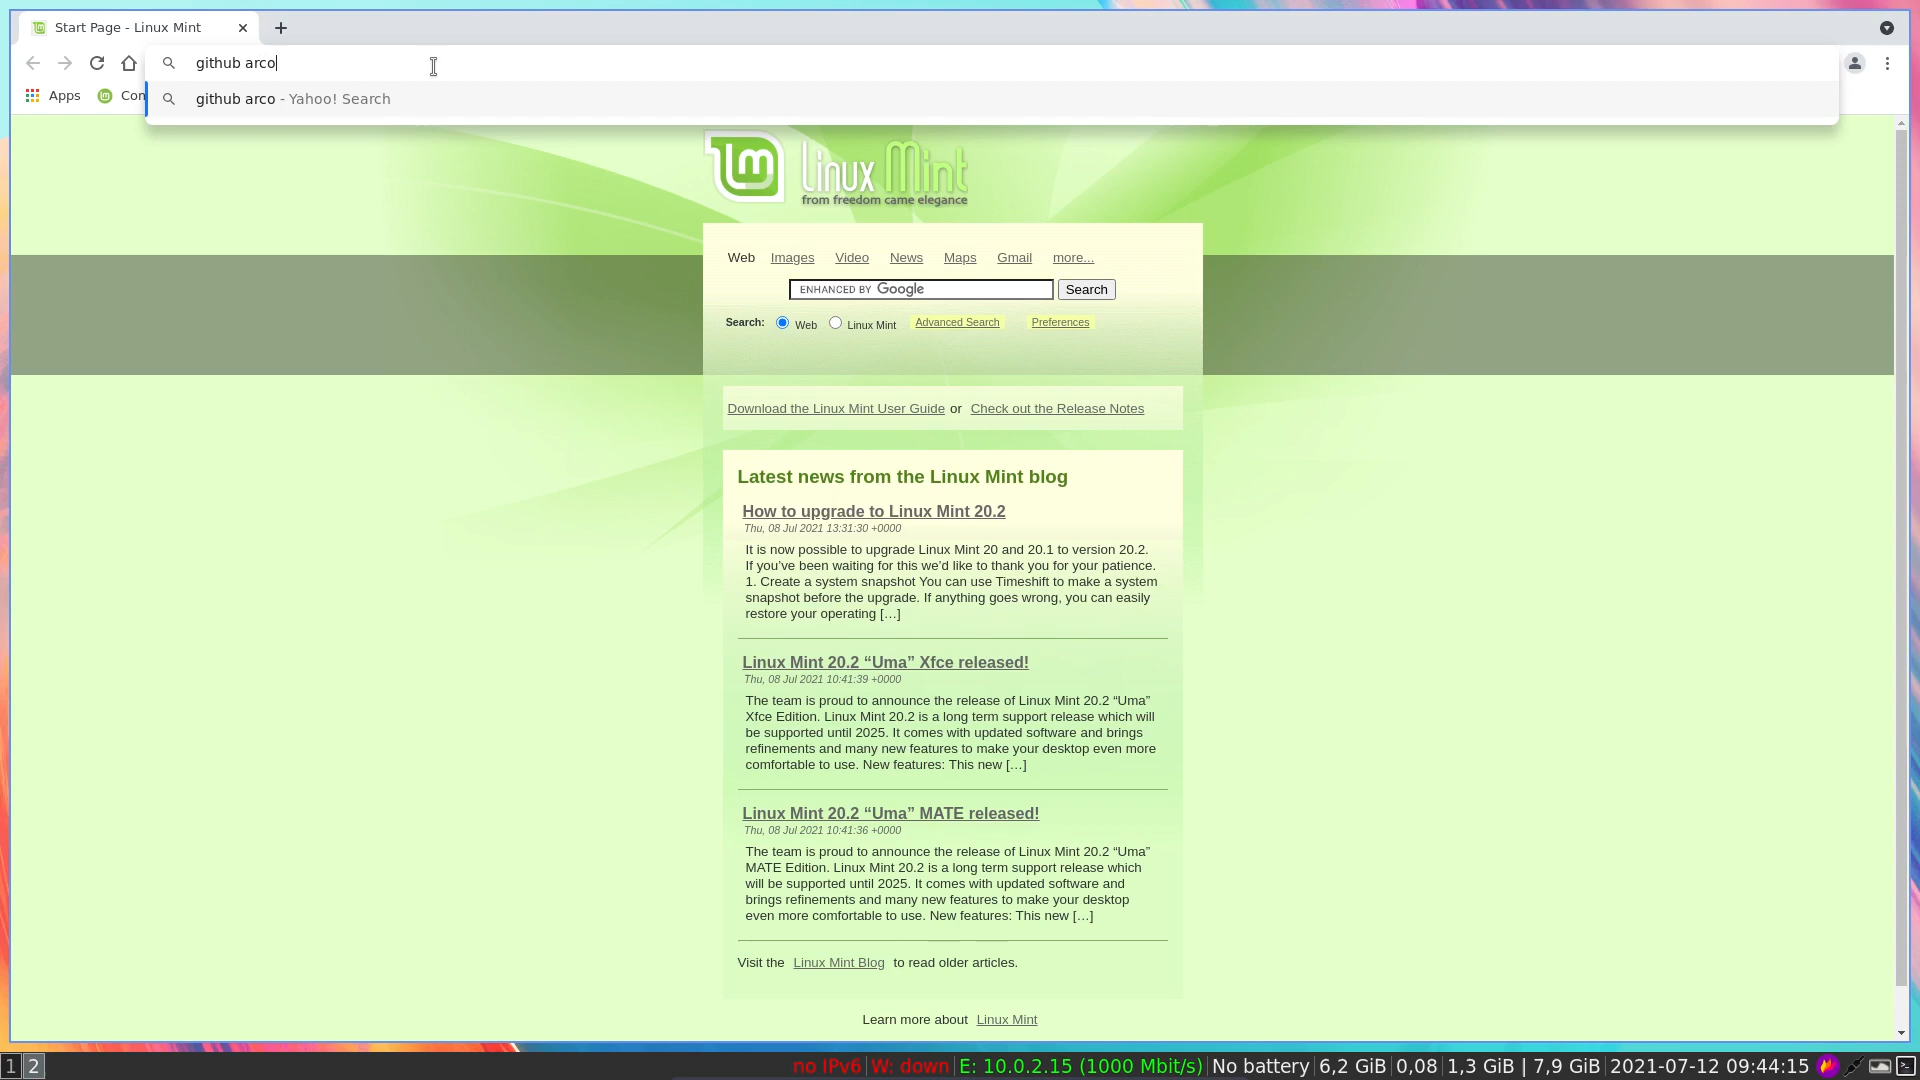 Start Page - Linux Mint
github arco
Apps Con
github arco - Yahoo! Search
lm Linux Mint
from freedom came elegance
Web Images Video News Maps Gmail more...
ENHANCED BY Google Search
Search: Web Linux Mint Advanced Search Preferences
Download the Linux Mint User Guide or Check out the Release Notes
Latest news from the Linux Mint blog
How to upgrade to Linux Mint 20.2
Thu, 08 Jul 2021 13:31:30 +0000
It is now possible to upgrade Linux Mint 20 and 20.1 to version 20.2.
If you’ve been waiting for this we’d like to thank you for your patience.
1. Create a system snapshot You can use Timeshift to make a system
snapshot before the upgrade. If anything goes wrong, you can easily
restore your operating […]
Linux Mint 20.2 “Uma” Xfce released!
Thu, 08 Jul 2021 10:41:39 +0000
The team is proud to announce the release of Linux Mint 20.2 “Uma”
Xfce Edition. Linux Mint 20.2 is a long term support release which will
be supported until 2025. It comes with updated software and brings
refinements and many new features to make your desktop even more
comfortable to use. New features: This new […]
Linux Mint 20.2 “Uma” MATE released!
Thu, 08 Jul 2021 10:41:36 +0000
The team is proud to announce the release of Linux Mint 20.2 “Uma”
MATE Edition. Linux Mint 20.2 is a long term support release which
will be supported until 2025. It comes with updated software and
brings refinements and many new features to make your desktop
even more comfortable to use. New features: This new […]
Visit the Linux Mint Blog to read older articles.
Learn more about Linux Mint
1 2 no IPv6 | W: down | E: 10.0.2.15 (1000 Mbit/s) | No battery | 6,2 GiB | 0,08 | 1,3 GiB | 7,9 GiB | 2021-07-12 09:44:15